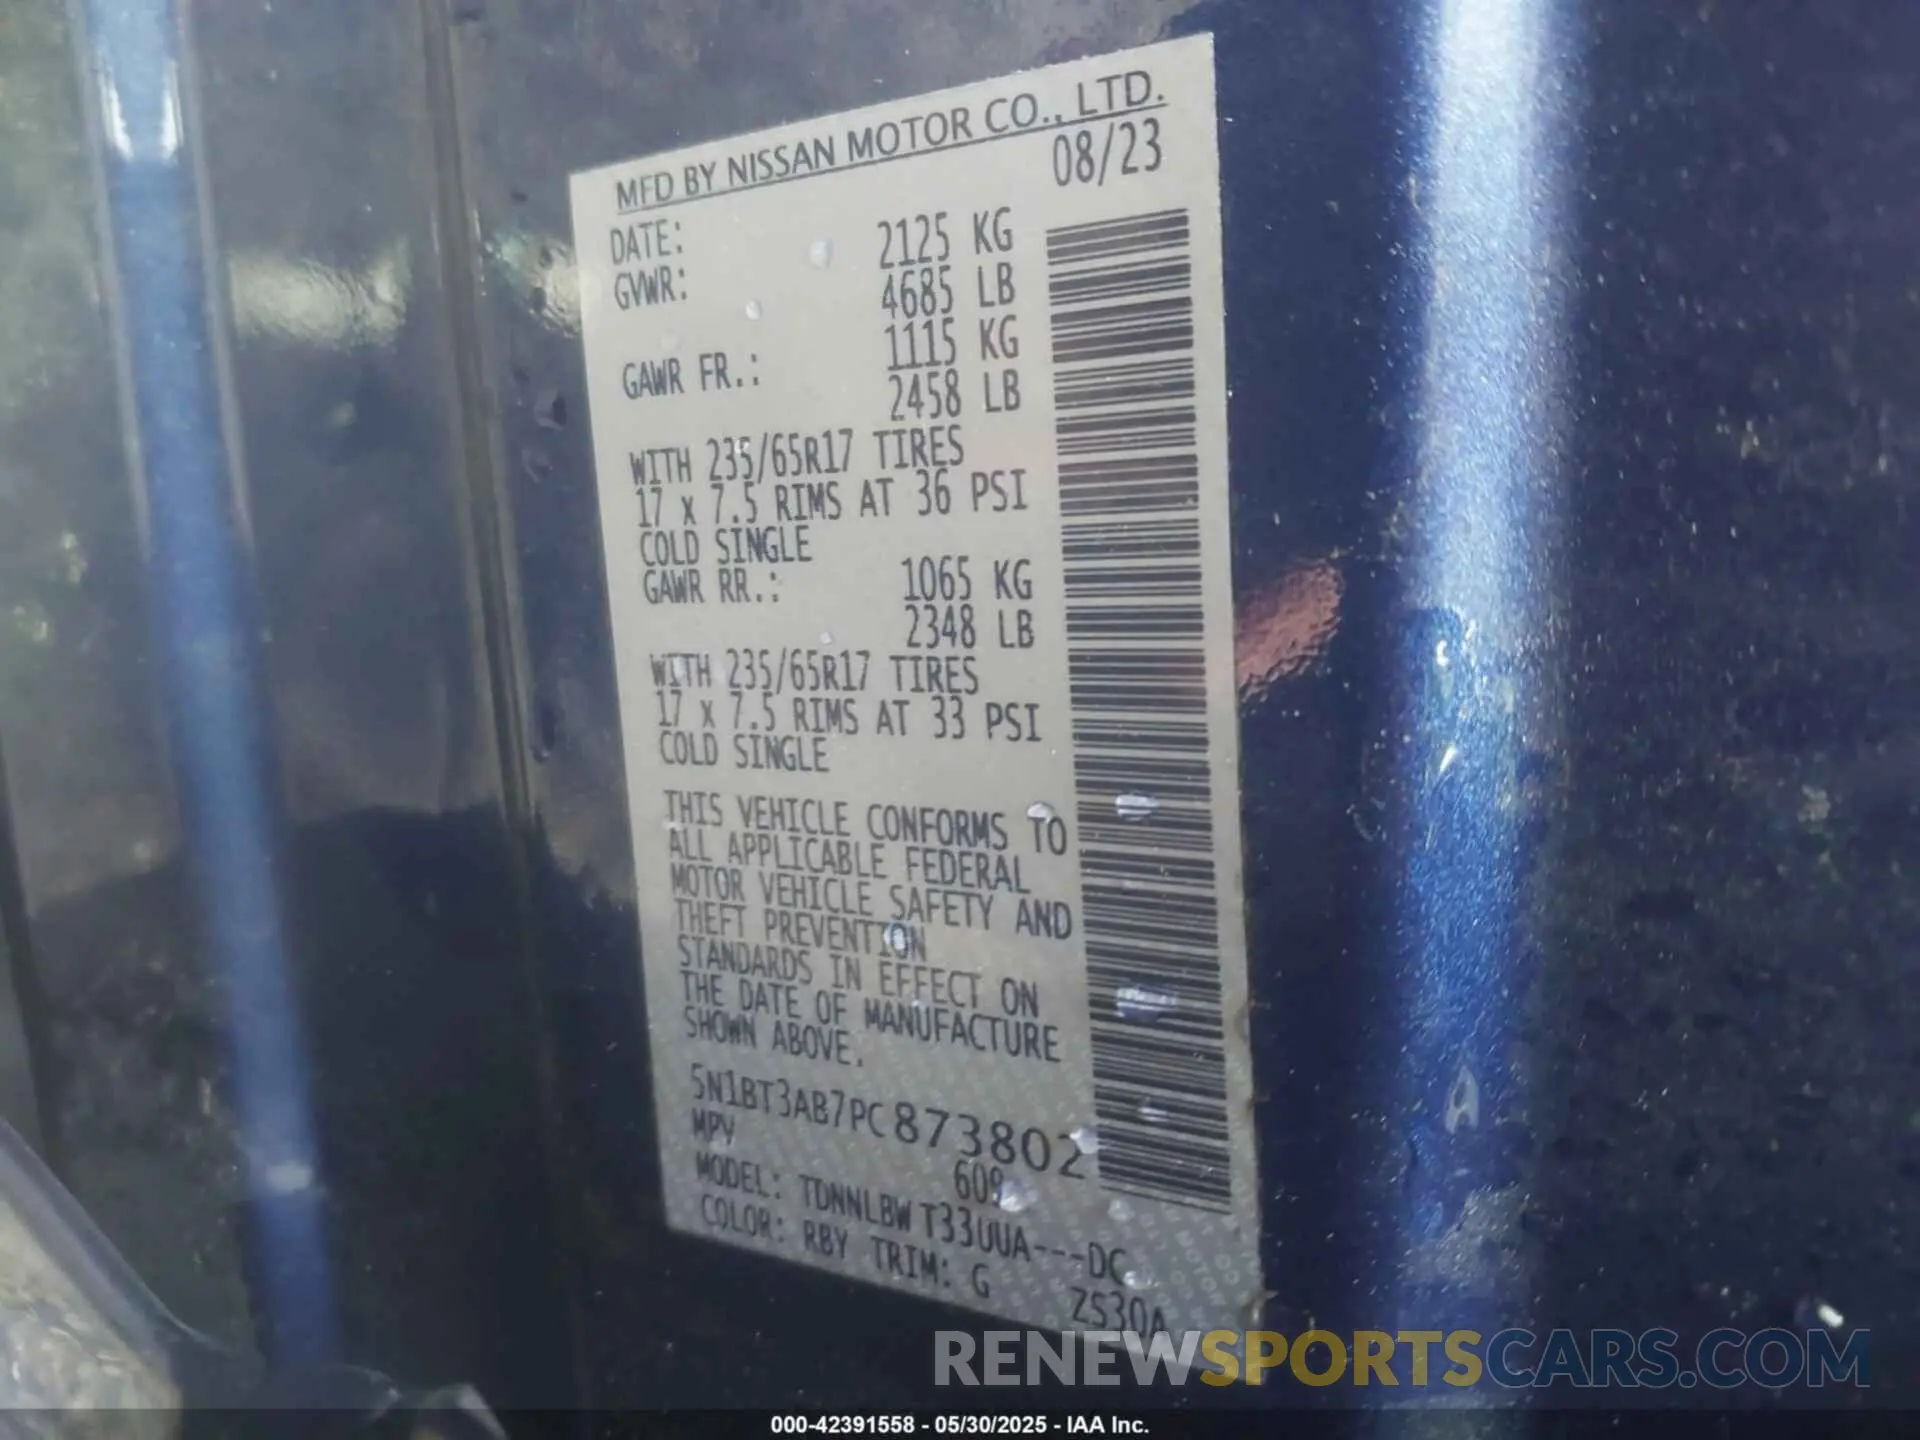 MFD BY NISSAN MOTOR CO., LTD.
DATE: 08/23
GVWR: 2125 KG
4685 LB
GAWR FR.: 1115 KG
2458 LB
WITH 235/65R17 TIRES
17 x 7.5 RIMS AT 36 PSI
COLD SINGLE
GAWR RR.: 1065 KG
2348 LB
WITH 235/65R17 TIRES
17 x 7.5 RIMS AT 33 PSI
COLD SINGLE
THIS VEHICLE CONFORMS TO
ALL APPLICABLE FEDERAL
MOTOR VEHICLE SAFETY AND
THEFT PREVENTION
STANDARDS IN EFFECT ON
THE DATE OF MANUFACTURE
SHOWN ABOVE.
5N1BT3AB7PC873802
MPV
MODEL: TDNNLBW T33UUA---DC
COLOR: RBY TRIM: G ZS30A
RENEWSPORTSCARS.COM
000-42391558 - 05/30/2025 - IAA Inc.